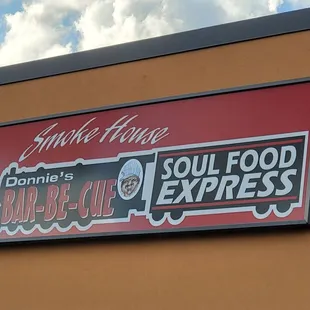 Smoke House
Donnie's
BAR-BE-CUE
SOUL FOOD
EXPRESS